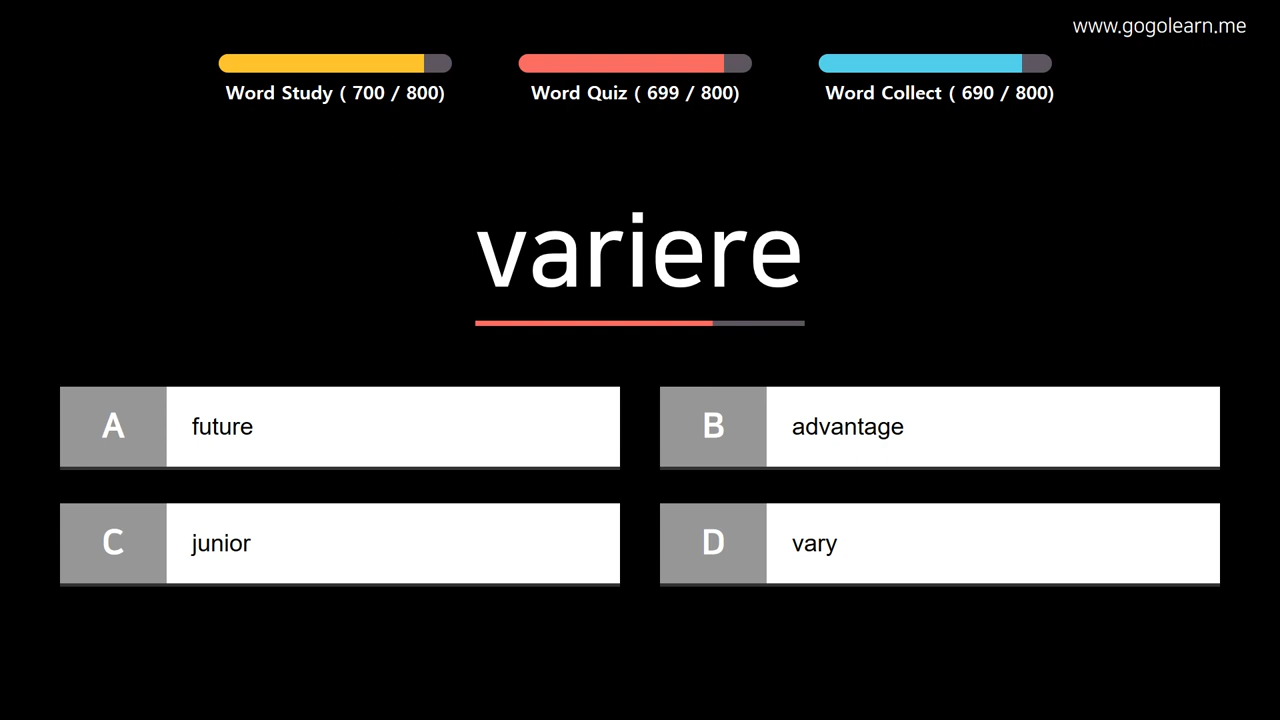 www.gogolearn.me
Word Study ( 700 / 800)
Word Quiz ( 699 / 800)
Word Collect ( 690 / 800)
variere
A future
B advantage
C junior
D vary